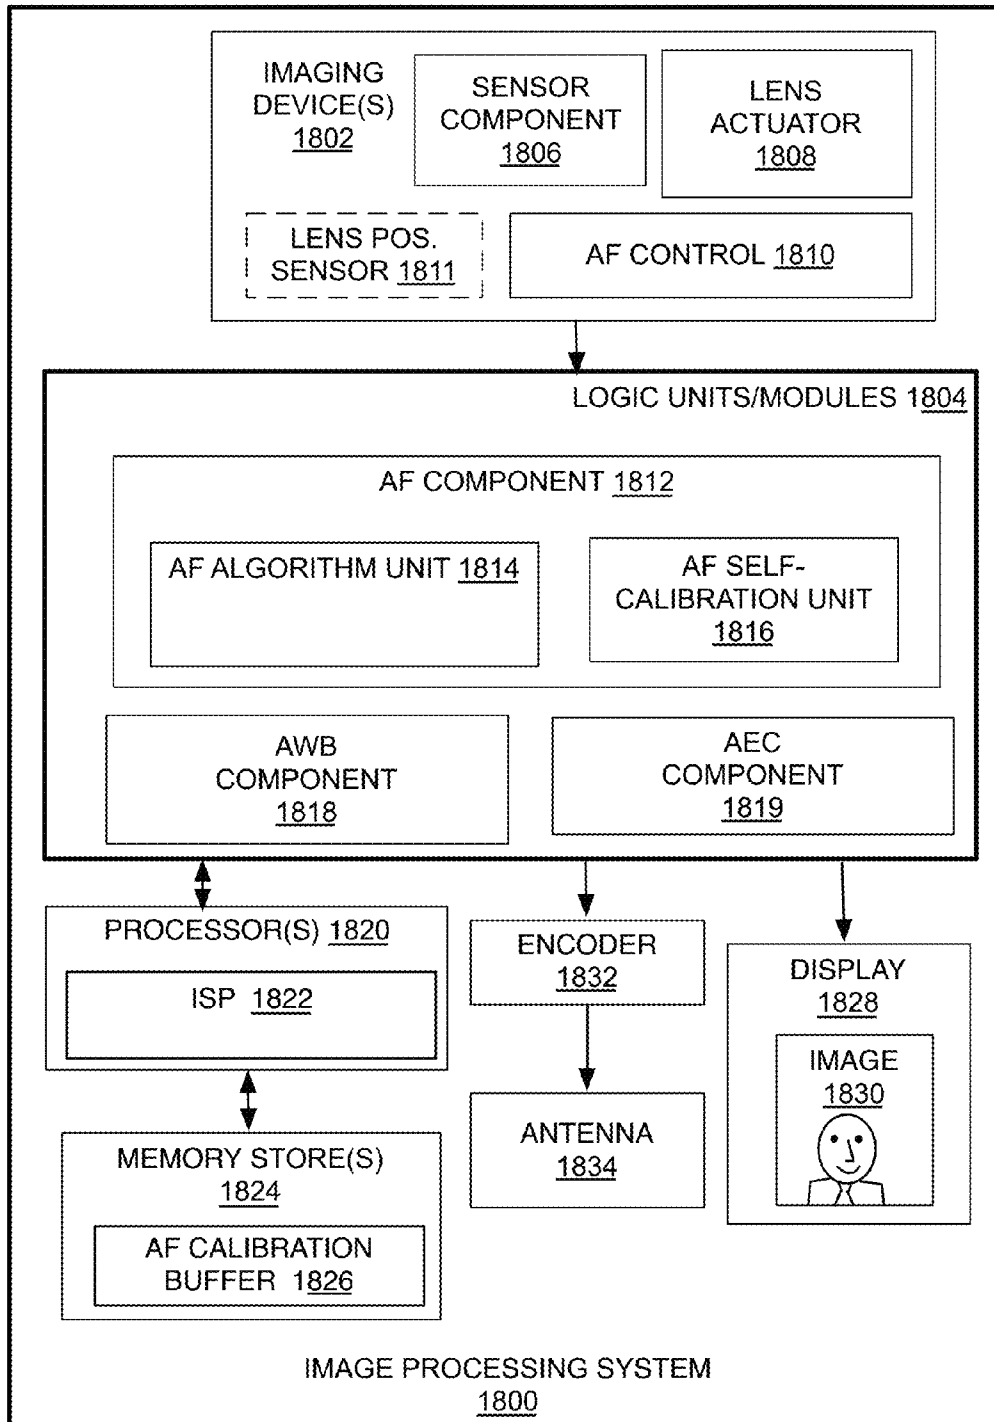 IMAGING
DEVICE(S)
1802
SENSOR
COMPONENT
1806
LENS
ACTUATOR
1808
LENS POS.
SENSOR 1811
AF CONTROL 1810
LOGIC UNITS/MODULES 1804
AF COMPONENT 1812
AF ALGORITHM UNIT 1814
AF SELF-
CALIBRATION UNIT
1816
AWB
COMPONENT
1818
AEC
COMPONENT
1819
PROCESSOR(S) 1820
ISP 1822
ENCODER
1832
DISPLAY
1828
IMAGE
1830
MEMORY STORE(S)
1824
AF CALIBRATION
BUFFER 1826
ANTENNA
1834
IMAGE PROCESSING SYSTEM
1800